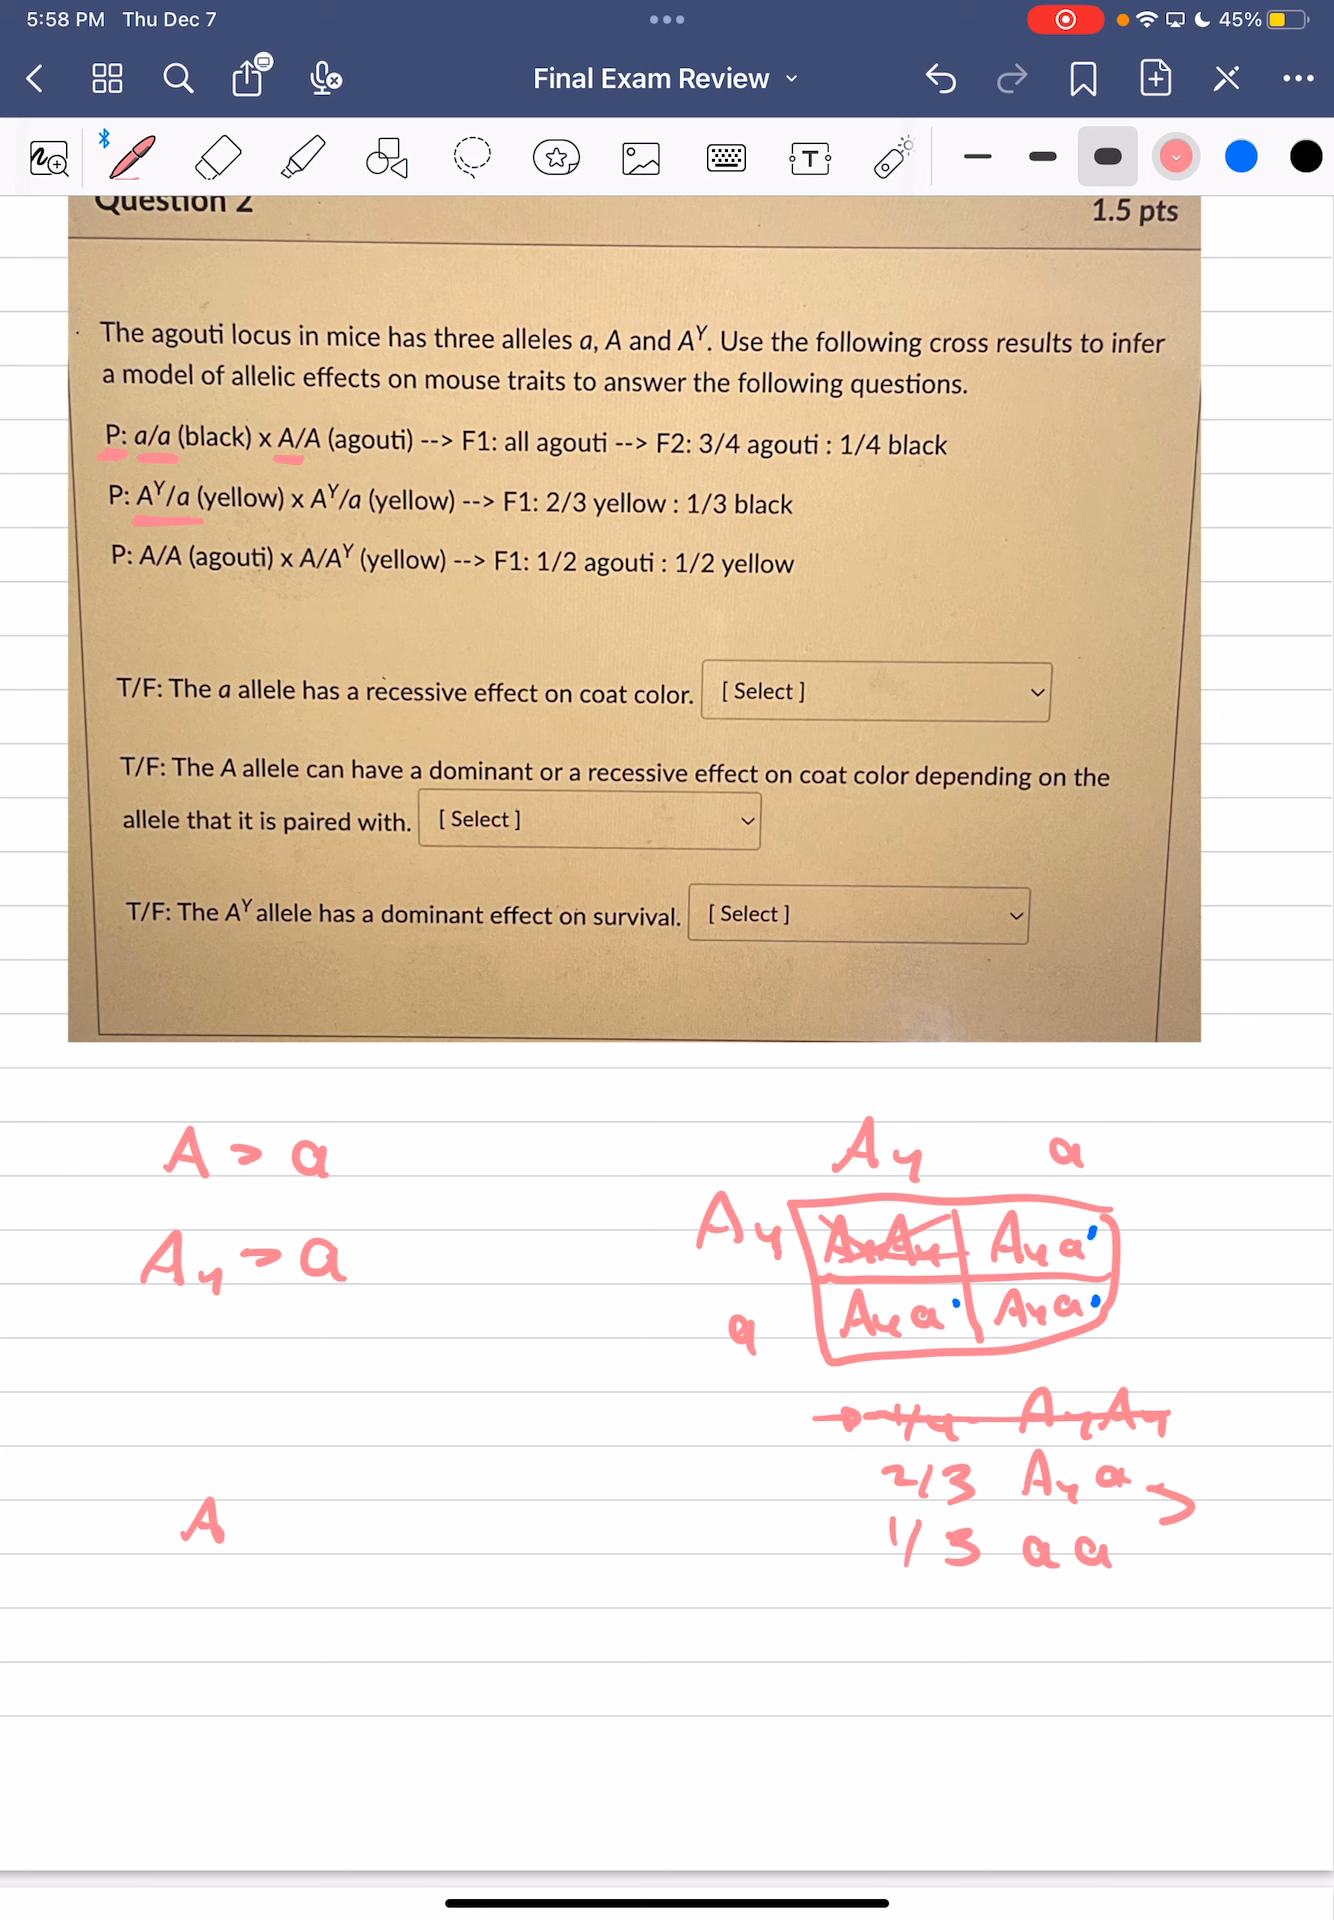 5:58 PM Thu Dec 7
45%
Final Exam Review
T
Question 2
1.5 pts
The agouti locus in mice has three alleles a, A and Aʸ. Use the following cross results to infer
a model of allelic effects on mouse traits to answer the following questions.
P: a/a (black) x A/A (agouti) --> F1: all agouti --> F2: 3/4 agouti : 1/4 black
P: Aʸ/a (yellow) x Aʸ/a (yellow) --> F1: 2/3 yellow : 1/3 black
P: A/A (agouti) x A/Aʸ (yellow) --> F1: 1/2 agouti : 1/2 yellow
T/F: The a allele has a recessive effect on coat color. [ Select ]
T/F: The A allele can have a dominant or a recessive effect on coat color depending on the
allele that it is paired with. [ Select ]
T/F: The Aʸ allele has a dominant effect on survival. [ Select ]
A > a
Ay > a
A
Ay a
Ay AyAy Aya
a Aya Aya
1/4 AyAy
2/3 Aya
1/3 aa